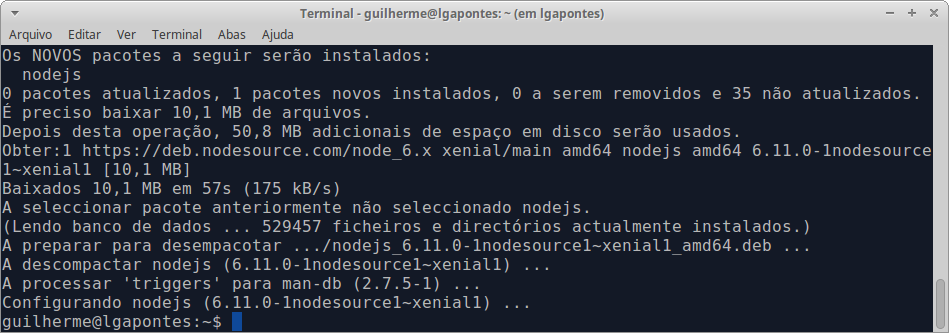 Terminal - guilherme@lgapontes: ~ (em lgapontes)
Arquivo Editar Ver Terminal Abas Ajuda
Os NOVOS pacotes a seguir serão instalados:
  nodejs
0 pacotes atualizados, 1 pacotes novos instalados, 0 a serem removidos e 35 não atualizados.
É preciso baixar 10,1 MB de arquivos.
Depois desta operação, 50,8 MB adicionais de espaço em disco serão usados.
Obter:1 https://deb.nodesource.com/node_6.x xenial/main amd64 nodejs amd64 6.11.0-1nodesource
1~xenial1 [10,1 MB]
Baixados 10,1 MB em 57s (175 kB/s)
A seleccionar pacote anteriormente não seleccionado nodejs.
(Lendo banco de dados ... 529457 ficheiros e directórios actualmente instalados.)
A preparar para desempacotar .../nodejs_6.11.0-1nodesource1~xenial1_amd64.deb ...
A descompactar nodejs (6.11.0-1nodesource1~xenial1) ...
A processar 'triggers' para man-db (2.7.5-1) ...
Configurando nodejs (6.11.0-1nodesource1~xenial1) ...
guilherme@lgapontes:~$